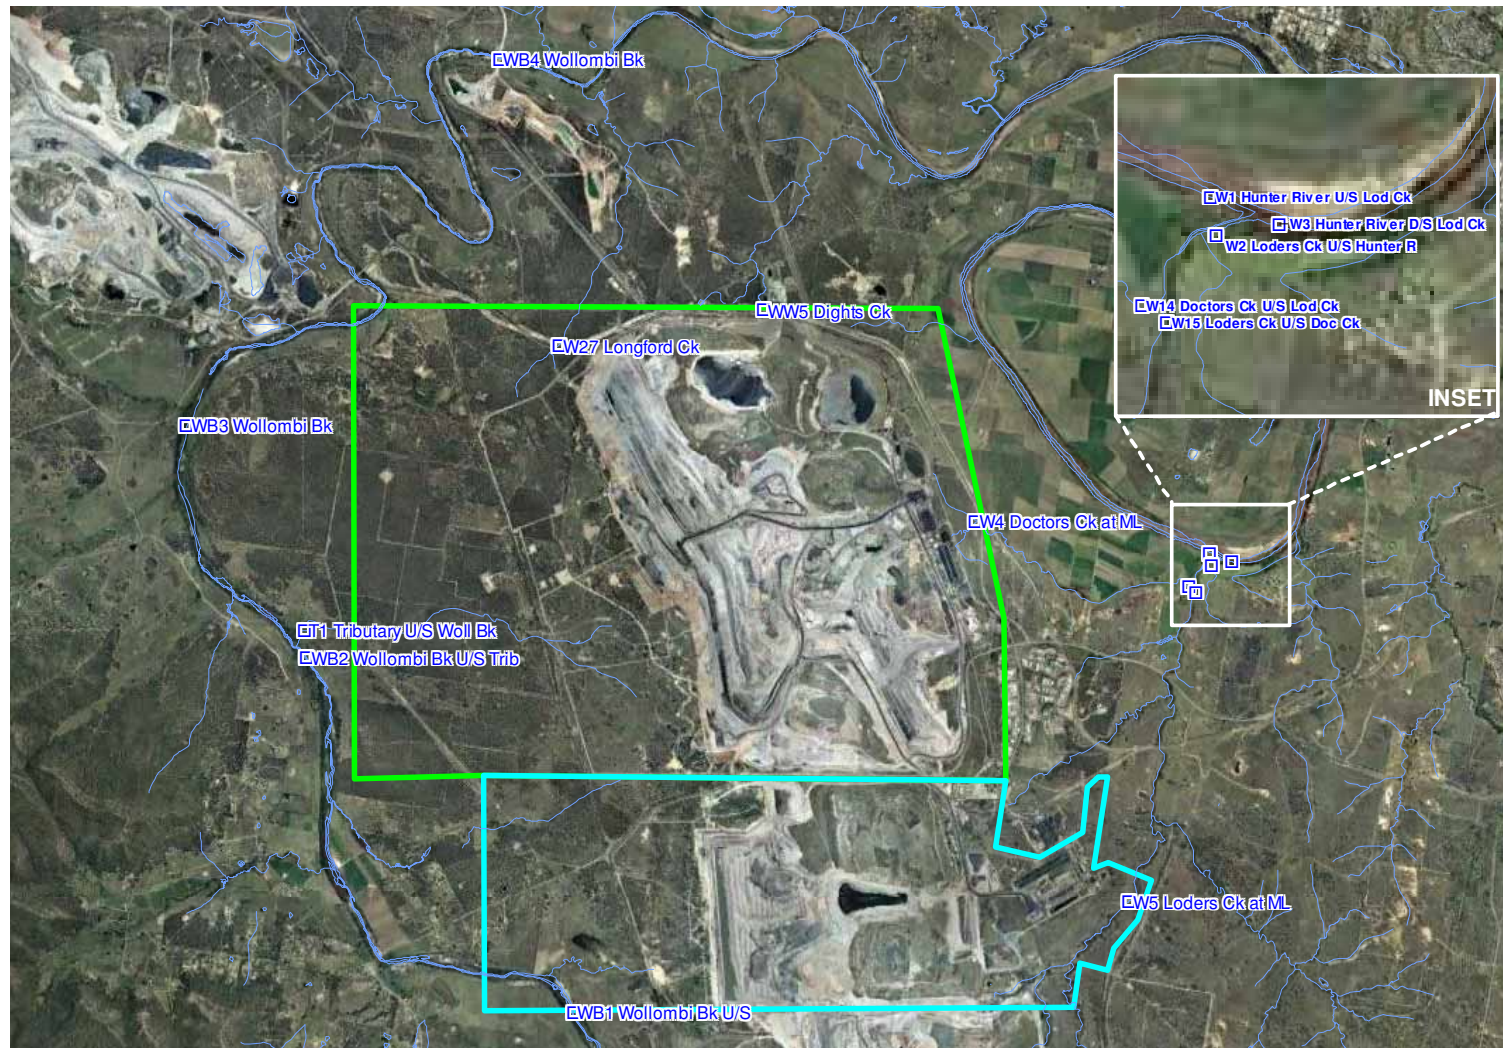 WB4 Wollombi Bk
W1 Hunter River U/S Lod Ck
W3 Hunter River D/S Lod Ck
W2 Loders Ck U/S Hunter R
W14 Doctors Ck U/S Lod Ck
W15 Loders Ck U/S Doc Ck
INSET
WW5 Dights Ck
W27 Longford Ck
WB3 Wollombi Bk
W4 Doctors Ck at ML
T1 Tributary U/S Woll Bk
WB2 Wollombi Bk U/S Trib
W5 Loders Ck at ML
WB1 Wollombi Bk U/S